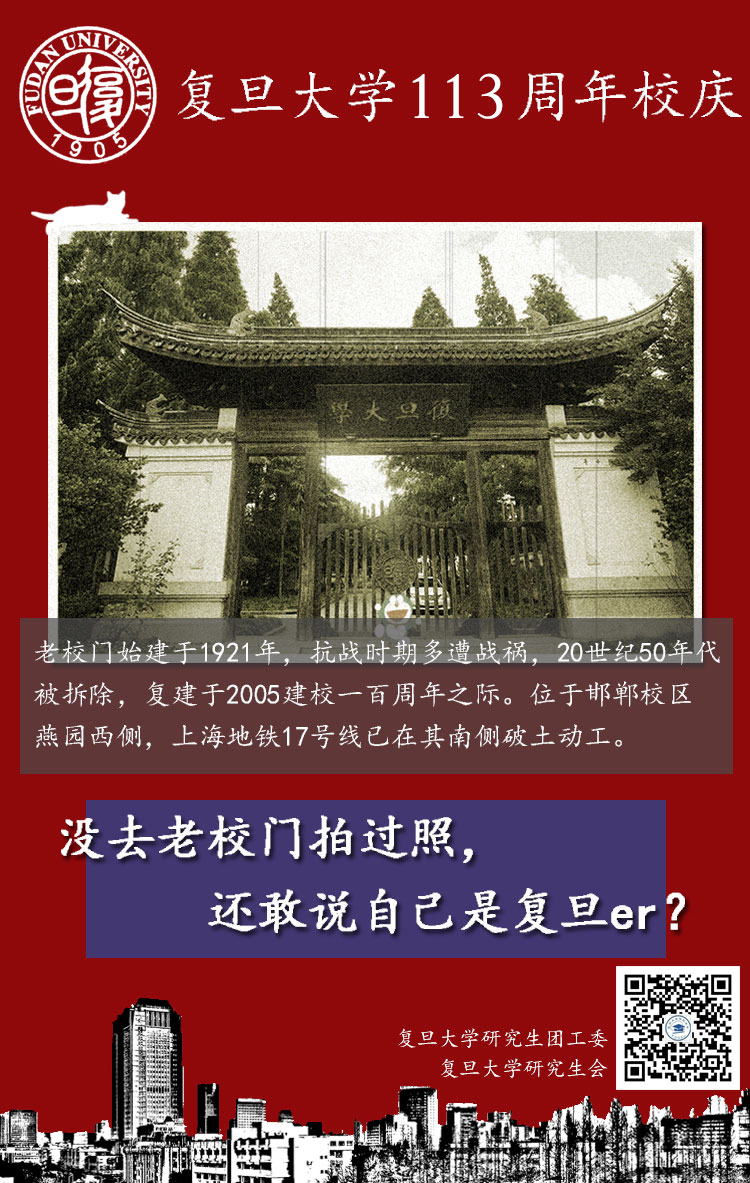 FUDAN UNIVERSITY
復旦
1905
复旦大学113周年校庆
學大旦復
老校门始建于1921年，抗战时期多遭战祸，20世纪50年代
被拆除，复建于2005建校一百周年之际。位于邯郸校区
燕园西侧，上海地铁17号线已在其南侧破土动工。
没去老校门拍过照，
还敢说自己是复旦er？
复旦大学研究生团工委
复旦大学研究生会